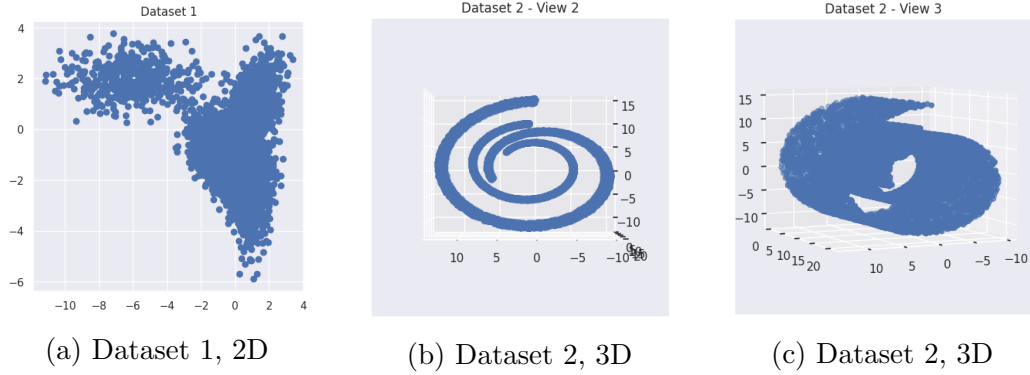 Dataset 1
4
2
0
−2
−4
−6
−10 −8 −6 −4 −2 0 2 4
(a) Dataset 1, 2D
Dataset 2 - View 2
15
10
5
0
−5
−10
10 5 0 −5 −10
20
(b) Dataset 2, 3D
Dataset 2 - View 3
15
10
5
0
−5
−10
0 5 10 15 20
10 5 0 −5 −10
(c) Dataset 2, 3D